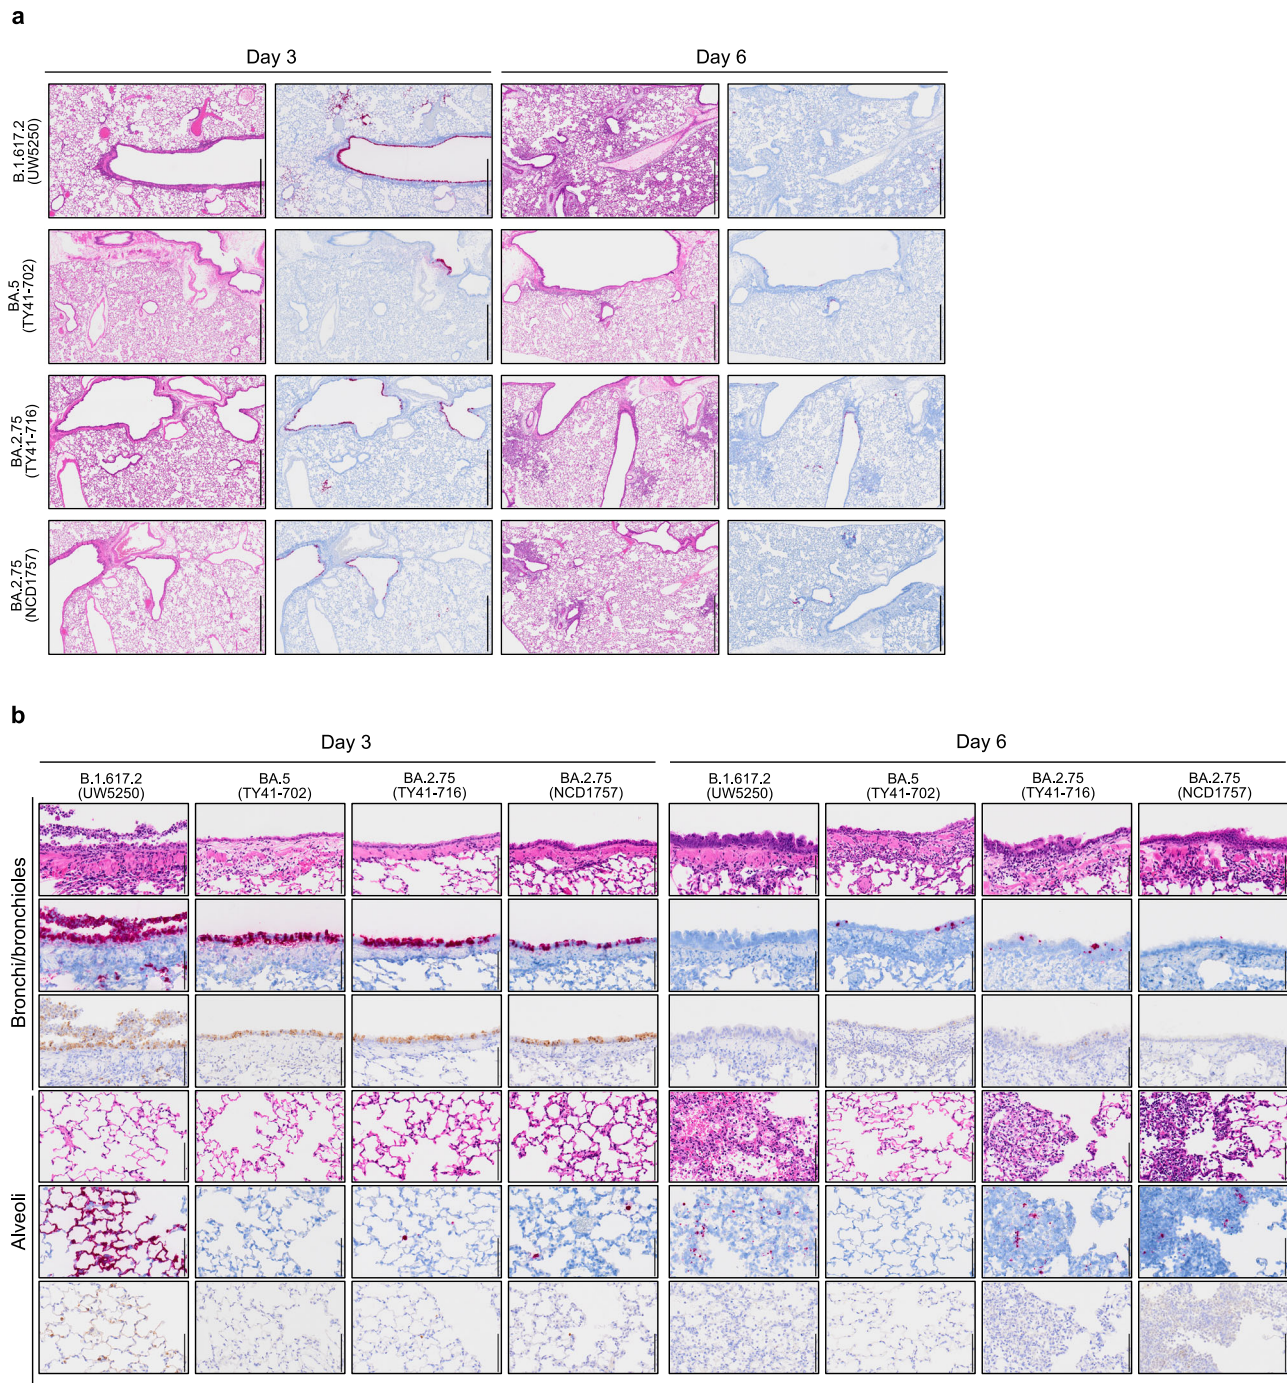 a
Day 3
Day 6
B.1.617.2
(UW5250)
BA.5
(TY41-702)
BA.2.75
(TY41-716)
BA.2.75
(NCD1757)
b
Day 3
Day 6
B.1.617.2
(UW5250)
BA.5
(TY41-702)
BA.2.75
(TY41-716)
BA.2.75
(NCD1757)
B.1.617.2
(UW5250)
BA.5
(TY41-702)
BA.2.75
(TY41-716)
BA.2.75
(NCD1757)
Bronchi/bronchioles
Alveoli